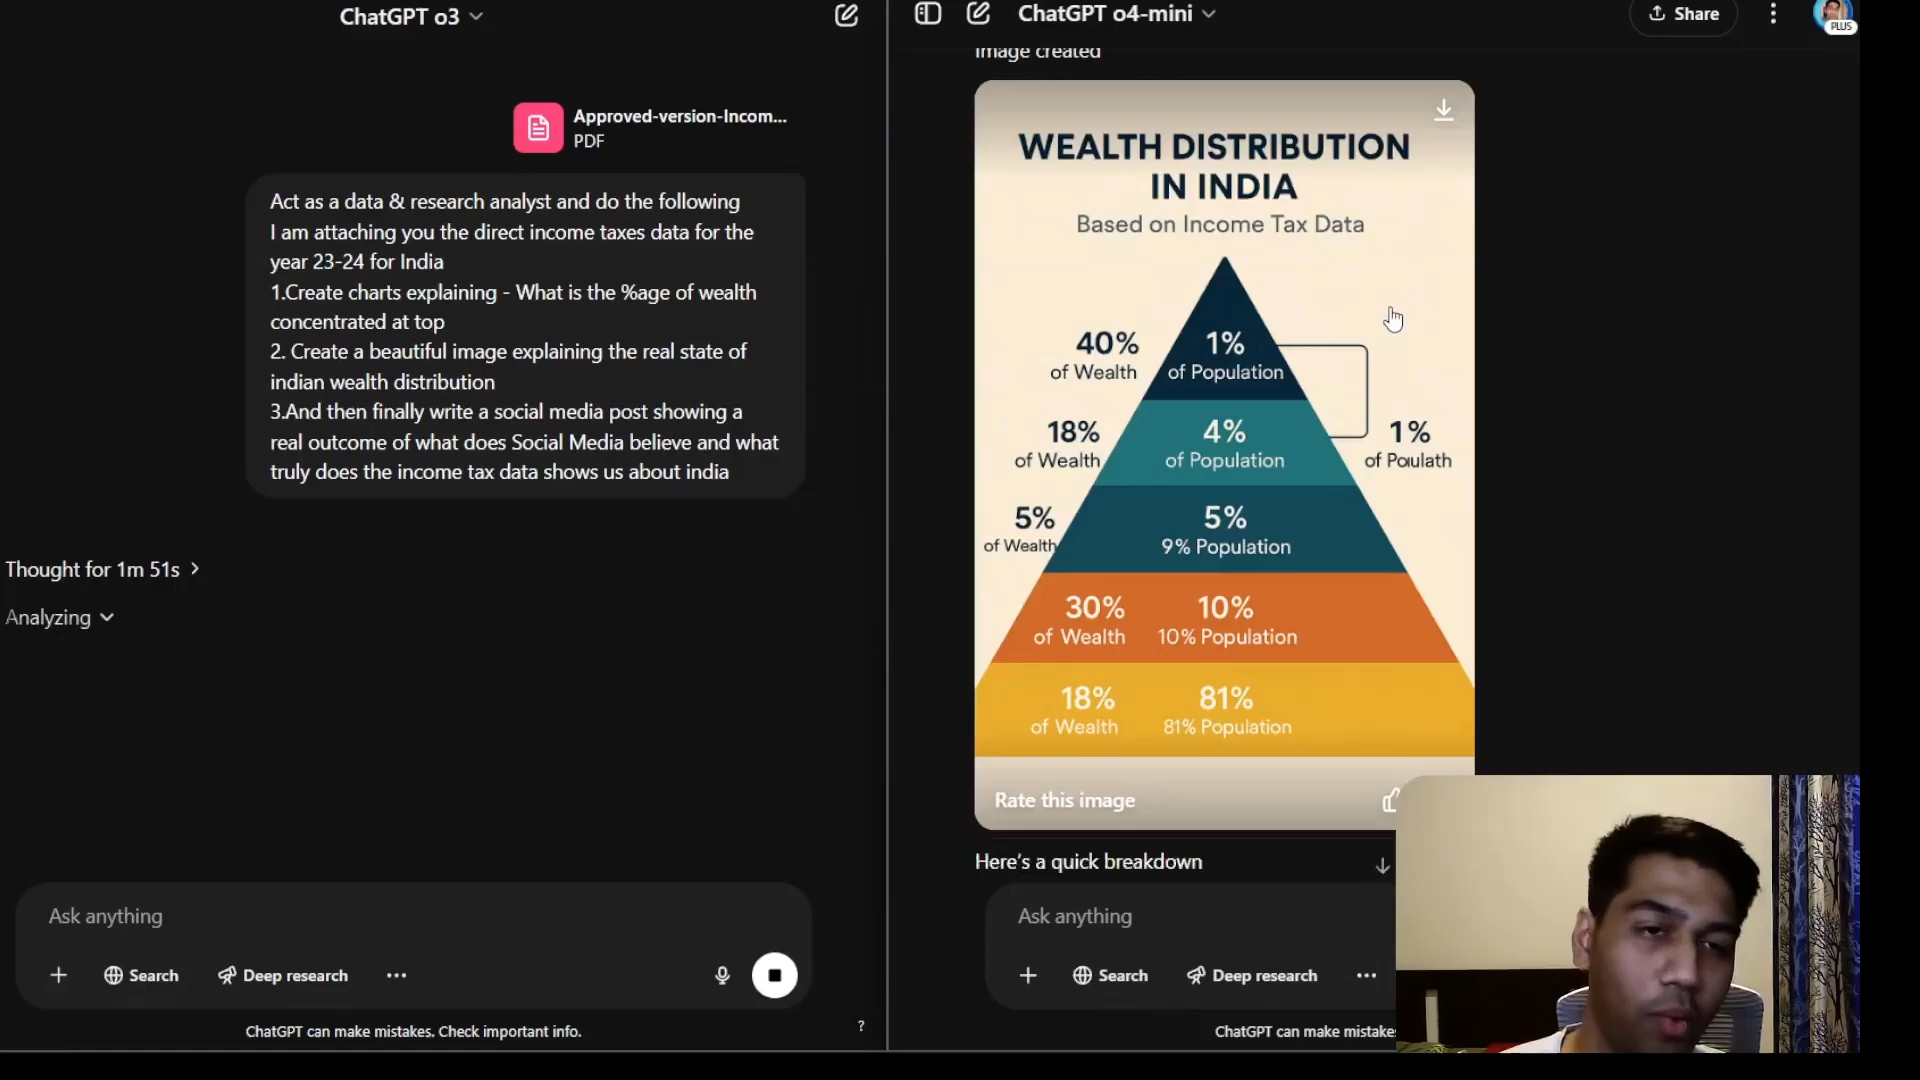 ChatGPT o3
Approved-version-Incom...
PDF
Act as a data & research analyst and do the following
I am attaching you the direct income taxes data for the
year 23-24 for India
1.Create charts explaining - What is the %age of wealth
concentrated at top
2. Create a beautiful image explaining the real state of
indian wealth distribution
3.And then finally write a social media post showing a
real outcome of what does Social Media believe and what
truly does the income tax data shows us about india
Thought for 1m 51s
Analyzing
Ask anything
Search
Deep research
ChatGPT can make mistakes. Check important info.
?
ChatGPT o4-mini
Share
PLUS
Image created
WEALTH DISTRIBUTION
IN INDIA
Based on Income Tax Data
40%
of Wealth
1%
of Population
18%
of Wealth
4%
of Population
1%
of Poulath
5%
of Wealth
5%
9% Population
30%
of Wealth
10%
10% Population
18%
of Wealth
81%
81% Population
Rate this image
Here's a quick breakdown
Ask anything
Search
Deep research
ChatGPT can make mistake